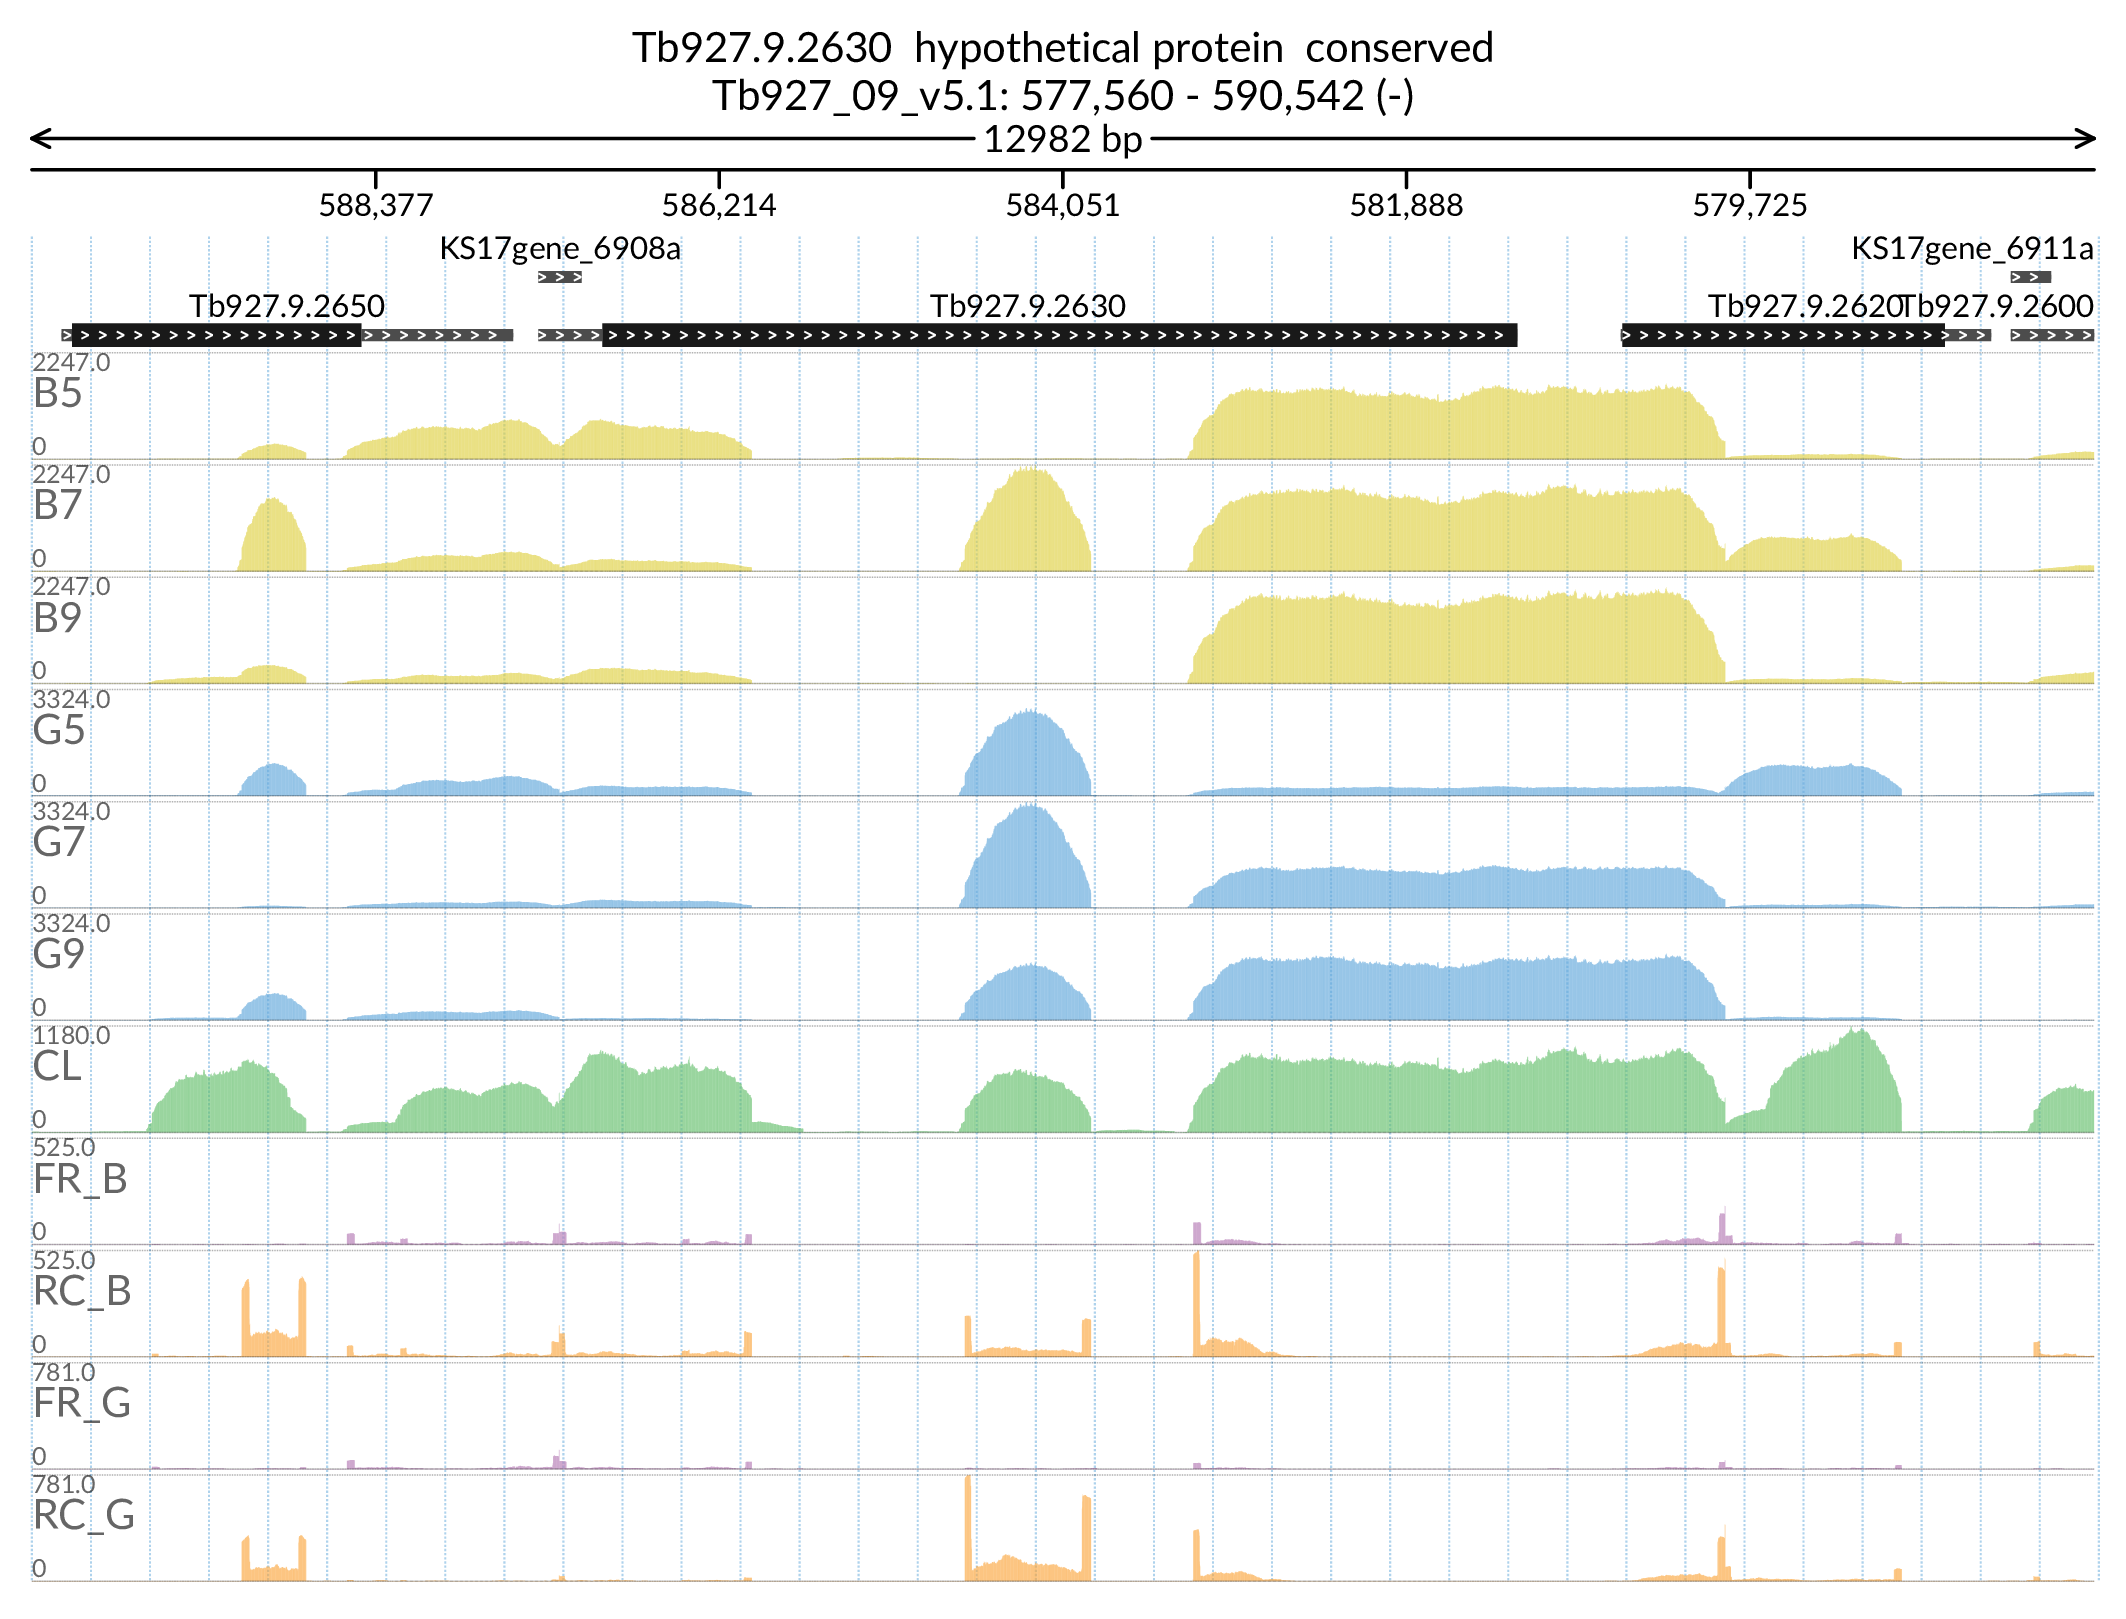 Tb927.9.2630  hypothetical protein  conserved
Tb927_09_v5.1: 577,560 - 590,542 (-)
12982 bp
588,377 586,214 584,051 581,888 579,725
KS17gene_6908a KS17gene_6911a
Tb927.9.2650 Tb927.9.2630 Tb927.9.2620 Tb927.9.2600
2247.0
B5
0
2247.0
B7
0
2247.0
B9
0
3324.0
G5
0
3324.0
G7
0
3324.0
G9
0
1180.0
CL
0
525.0
FR_B
0
525.0
RC_B
0
781.0
FR_G
0
781.0
RC_G
0